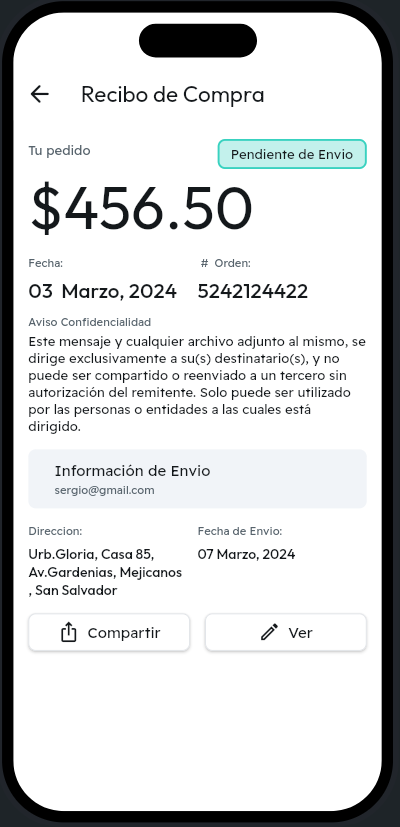 Recibo de Compra
Tu pedido
Pendiente de Envio
$456.50
Fecha:
# Orden:
03 Marzo, 2024
5242124422
Aviso Confidencialidad
Este mensaje y cualquier archivo adjunto al mismo, se
dirige exclusivamente a su(s) destinatario(s), y no
puede ser compartido o reenviado a un tercero sin
autorización del remitente. Solo puede ser utilizado
por las personas o entidades a las cuales está
dirigido.
Información de Envio
sergio@gmail.com
Direccion:
Fecha de Envio:
Urb.Gloria, Casa 85,
07 Marzo, 2024
Av.Gardenias, Mejicanos
, San Salvador
Compartir
Ver